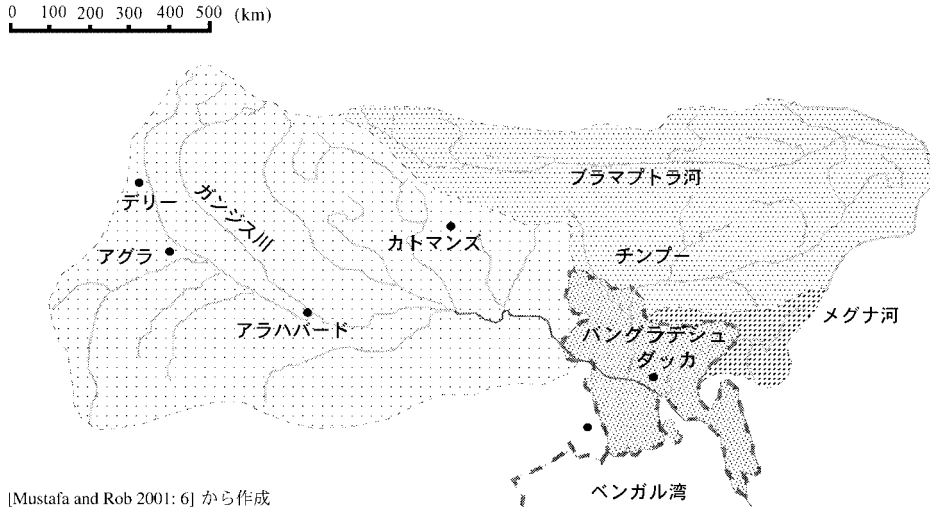 0 100 200 300 400 500 (km)
ブラマプトラ河
デリー
ガンジス川
カトマンズ
アグラ
チンプー
アラハバード
メグナ河
バングラデシュ
ダッカ
ベンガル湾
[Mustafa and Rob 2001: 6] から作成